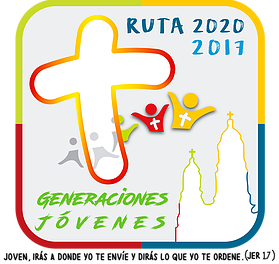 RUTA 2020
2017
GENERACIONES
JÓVENES
JOVEN, IRÁS A DONDE YO TE ENVÍE Y DIRÁS LO QUE YO TE ORDENE.(JER 1,7)